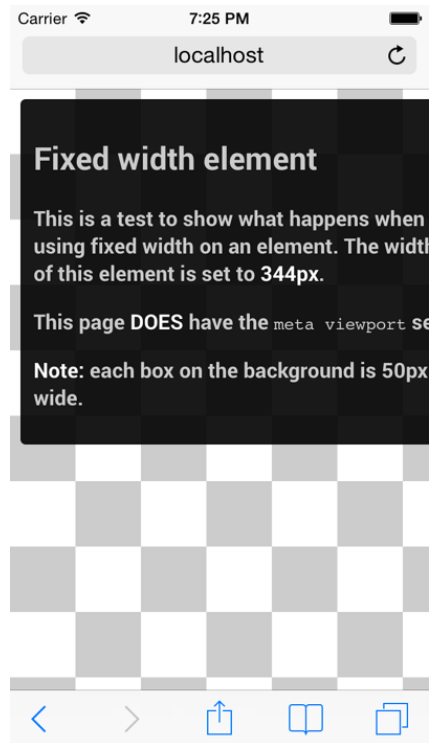 Carrier 7:25 PM
localhost
Fixed width element
This is a test to show what happens when
using fixed width on an element. The width
of this element is set to 344px.
This page DOES have the meta viewport se
Note: each box on the background is 50px
wide.